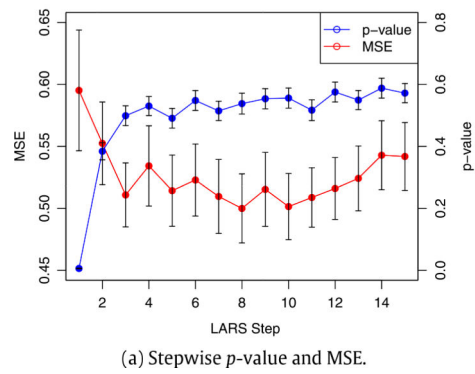 p-value
MSE
MSE
0.65
0.60
0.55
0.50
0.45
0.8
0.6
0.4
0.2
0.0
p-value
2 4 6 8 10 12 14
LARS Step
(a) Stepwise p-value and MSE.